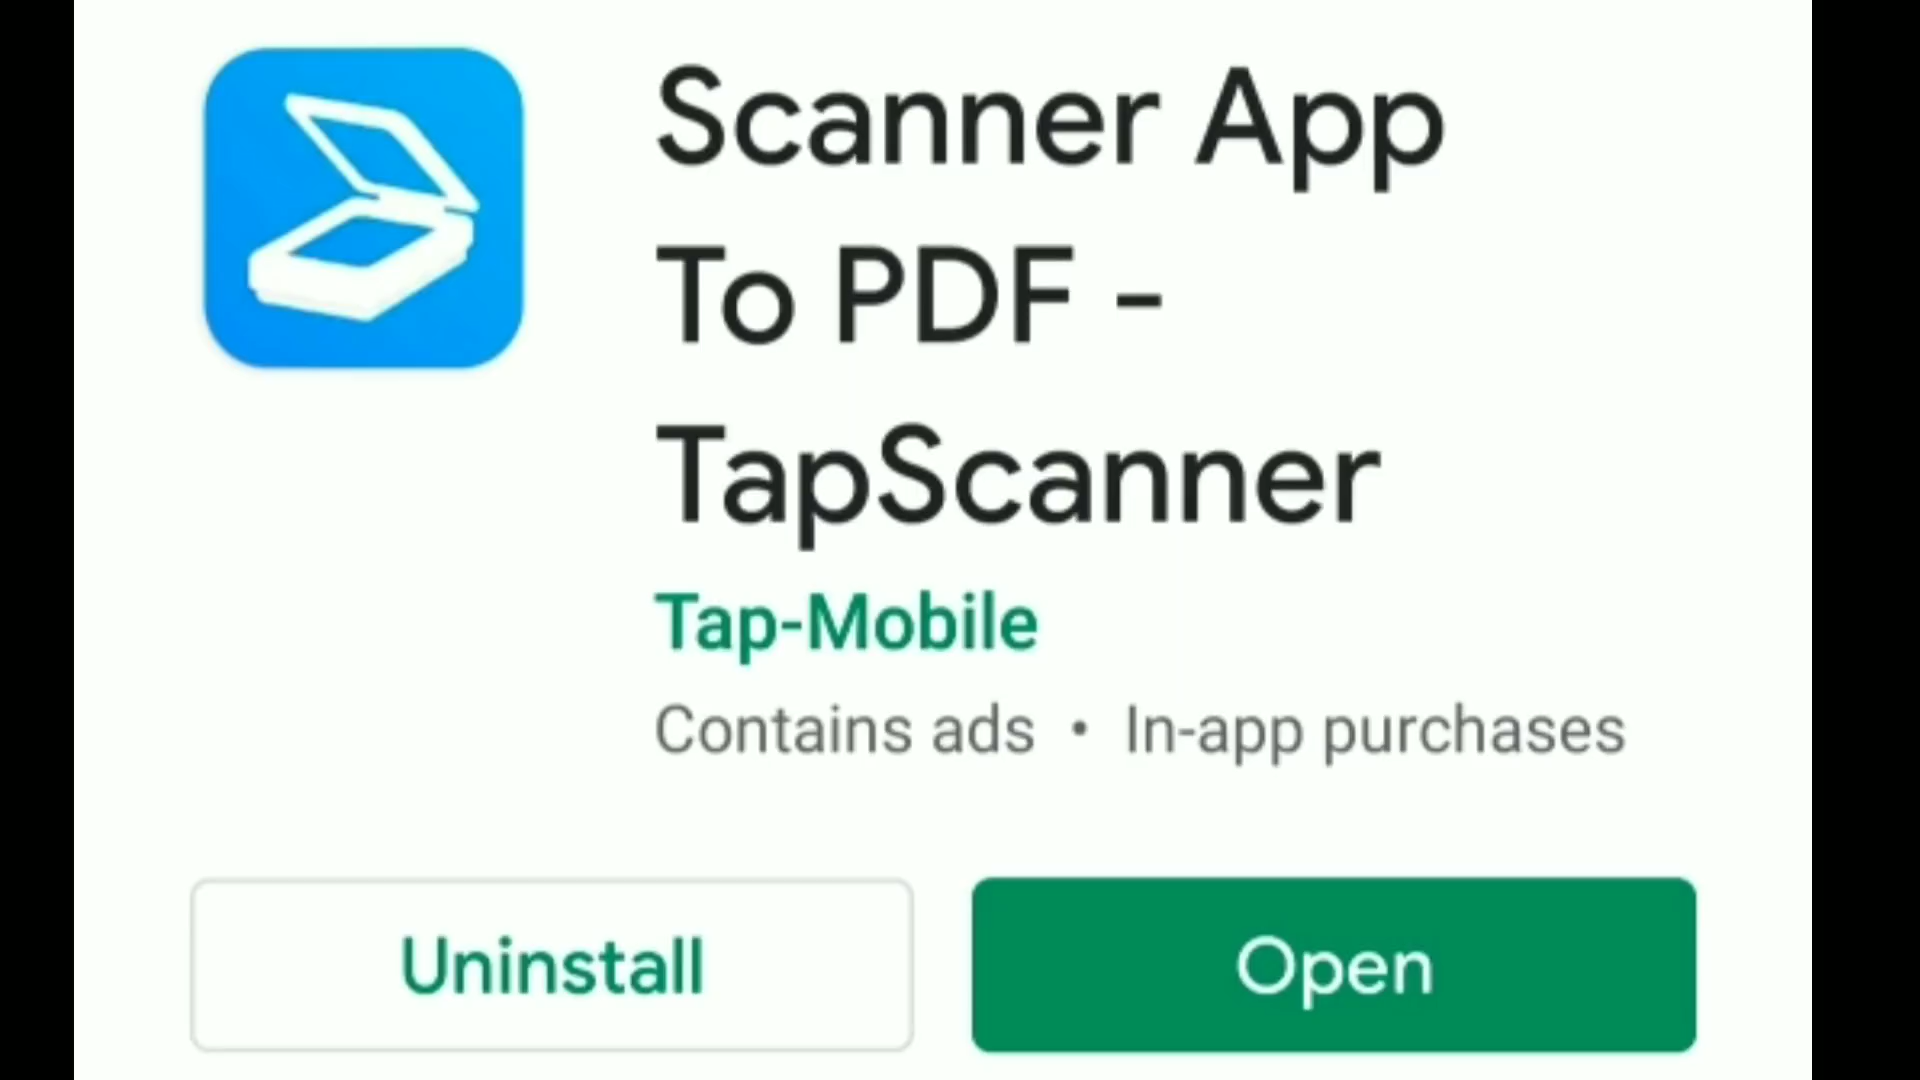 Scanner App
To PDF -
TapScanner
Tap-Mobile
Contains ads • In-app purchases
Uninstall
Open